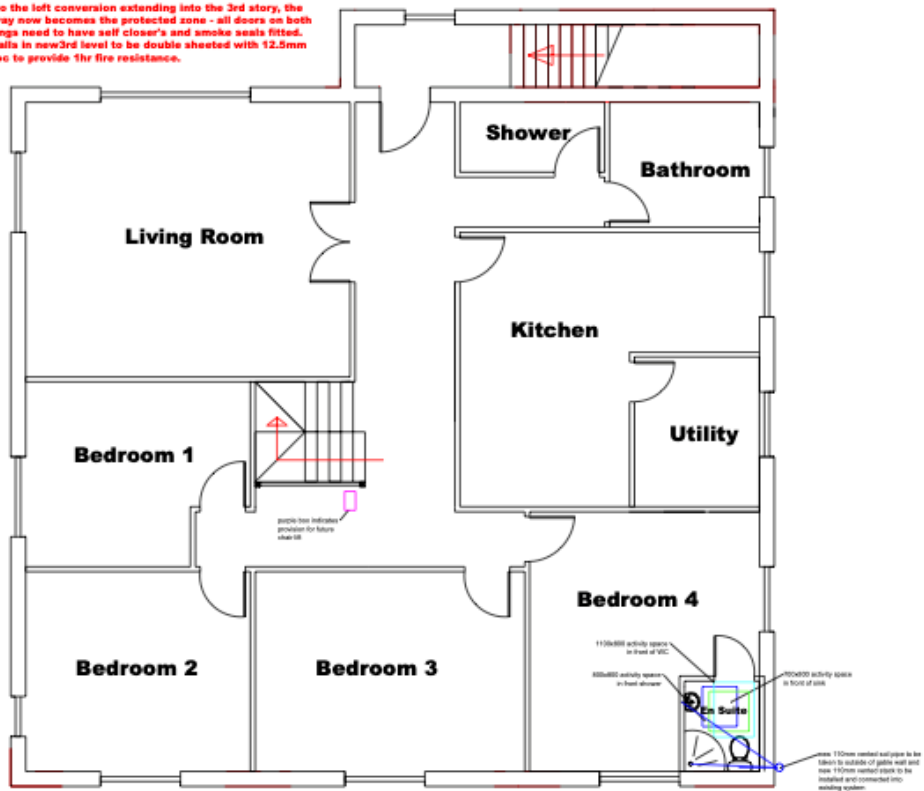 o the loft conversion extending into the 3rd story, the
ay now becomes the protected zone - all doors on both
ngs need to have self closer's and smoke seals fitted.
alls in new3rd level to be double sheeted with 12.5mm
oc to provide 1hr fire resistance.
Shower
Bathroom
Living Room
Kitchen
Utility
Bedroom 1
purple box indicates
provision for future
chair lift
Bedroom 4
Bedroom 2
Bedroom 3
1100x800 activity space
in front of WC
activity space
in front shower
700x600 activity space
in front of sink
En Suite
new 110mm vented soil pipe to be
taken to outside of gable wall and
new 110mm vented stack to be
installed and connected into
existing system